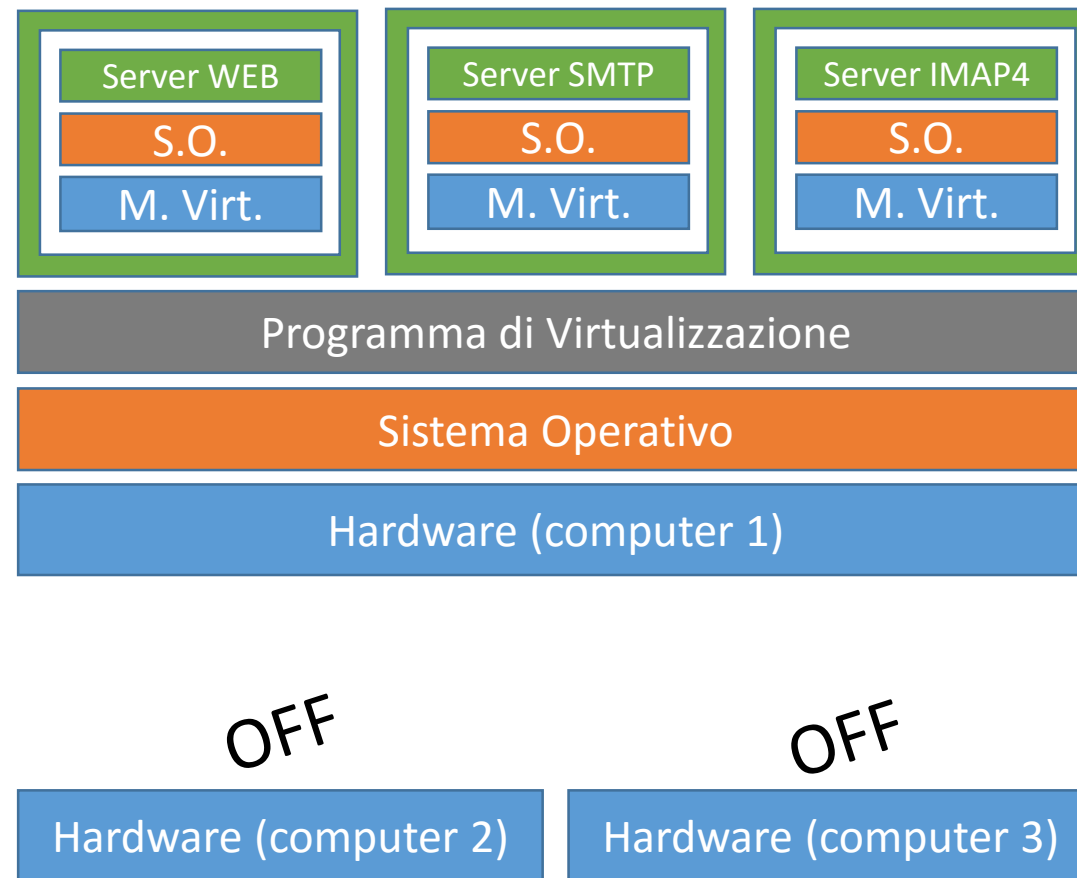 Server WEB
Server SMTP
Server IMAP4
S.O.
S.O.
S.O.
M. Virt.
M. Virt.
M. Virt.
Programma di Virtualizzazione
Sistema Operativo
Hardware (computer 1)
OFF
OFF
Hardware (computer 2)
Hardware (computer 3)